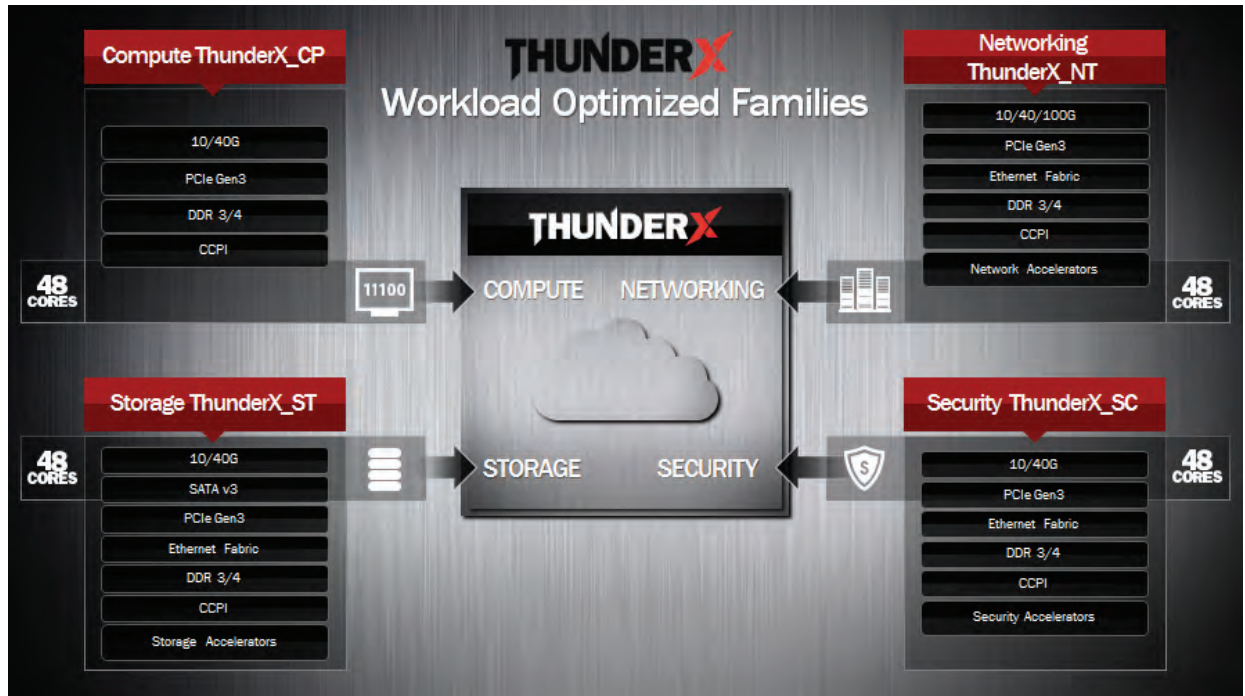 THUNDERX
Workload Optimized Families
Compute ThunderX_CP
10/40G
PCIe Gen3
DDR 3/4
CCPI
48
CORES
11100
Networking
ThunderX_NT
10/40/100G
PCIe Gen3
Ethernet Fabric
DDR 3/4
CCPI
Network Accelerators
48
CORES
THUNDERX
COMPUTE NETWORKING
STORAGE SECURITY
Storage ThunderX_ST
48
CORES
10/40G
SATA v3
PCIe Gen3
Ethernet Fabric
DDR 3/4
CCPI
Storage Accelerators
Security ThunderX_SC
S
48
CORES
10/40G
PCIe Gen3
Ethernet Fabric
DDR 3/4
CCPI
Security Accelerators